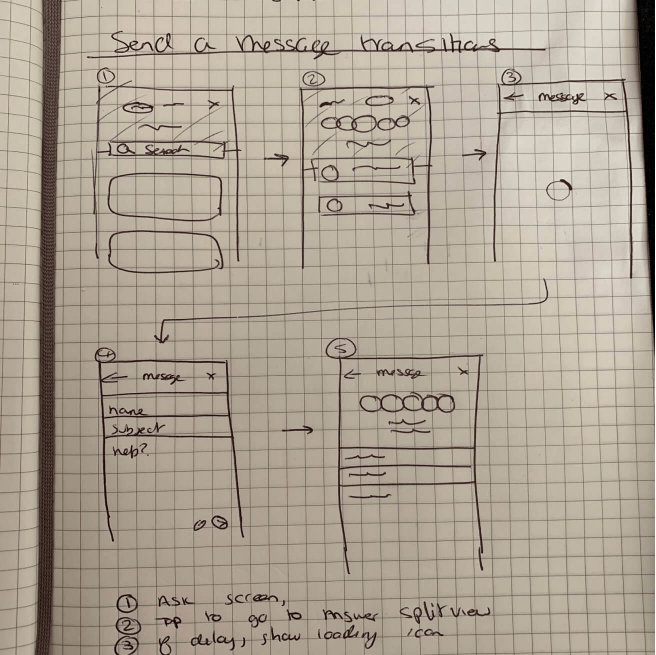 Send a message transitions
① ② ③
x x ← message x
Search
④ ⑤
← message x ← message x
name
subject
help?
① Ask screen,
② Tap to go to Answer split view
③ If delay, show loading icon